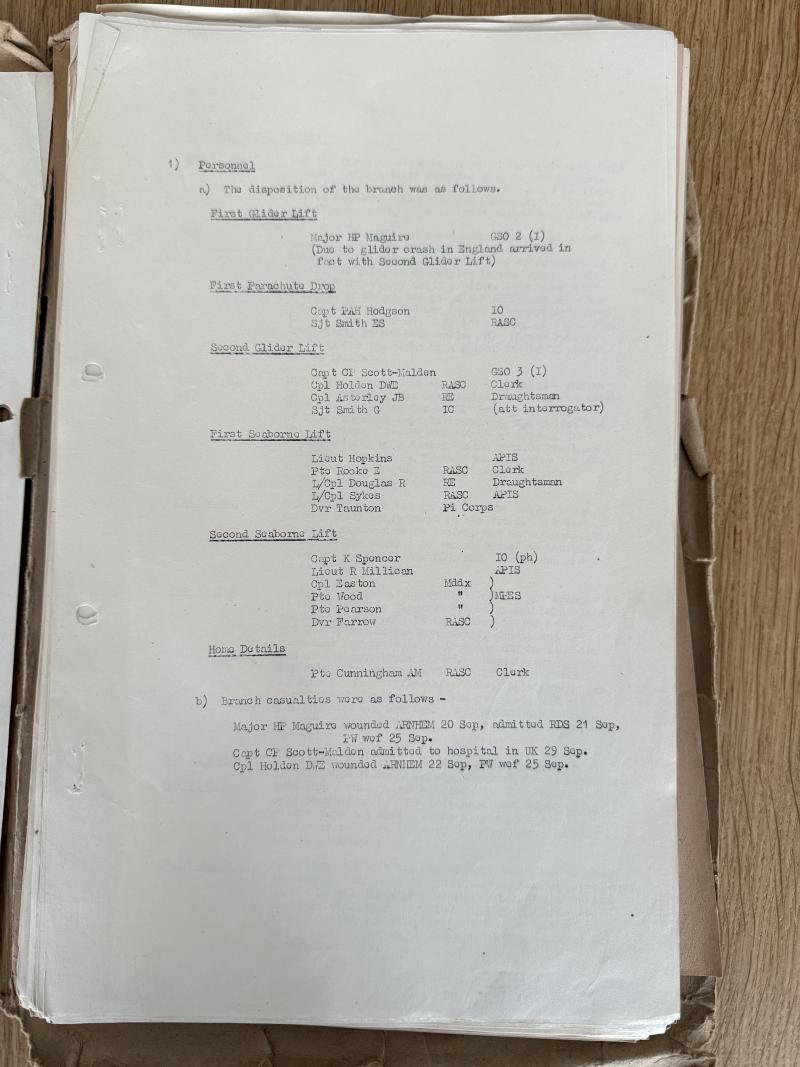 1) Personnel
a) The disposition of the branch was as follows.
First Glider Lift
Major HP Maguire GSO 2 (I)
(Due to glider crash in England arrived in
fact with Second Glider Lift)
First Parachute Drop
Capt PAH Hodgson IO
Sjt Smith ES RASC
Second Glider Lift
Capt CP Scott-Malden GSO 3 (I)
Cpl Holden DWE RASC Clerk
Cpl Asterley JB RE Draughtsman
Sjt Smith G IC (att interrogator)
First Seaborne Lift
Lieut Hopkins APIS
Pte Rooke E RASC Clerk
L/Cpl Douglas R RE Draughtsman
L/Cpl Sykes RASC APIS
Dvr Taunton Pi Corps
Second Seaborne Lift
Capt K Spencer IO (ph)
Lieut R Millican APIS
Cpl Easton Mddx )
Pte Wood " )MPES
Pte Pearson " )
Dvr Farrow RASC )
Home Details
Pte Cunningham AM RASC Clerk
b) Branch casualties were as follows -
Major HP Maguire wounded ARNHEM 20 Sep, admitted RDS 21 Sep,
PW wef 25 Sep.
Capt CP Scott-Malden admitted to hospital in UK 29 Sep.
Cpl Holden DWE wounded ARNHEM 22 Sep, PW wef 25 Sep.